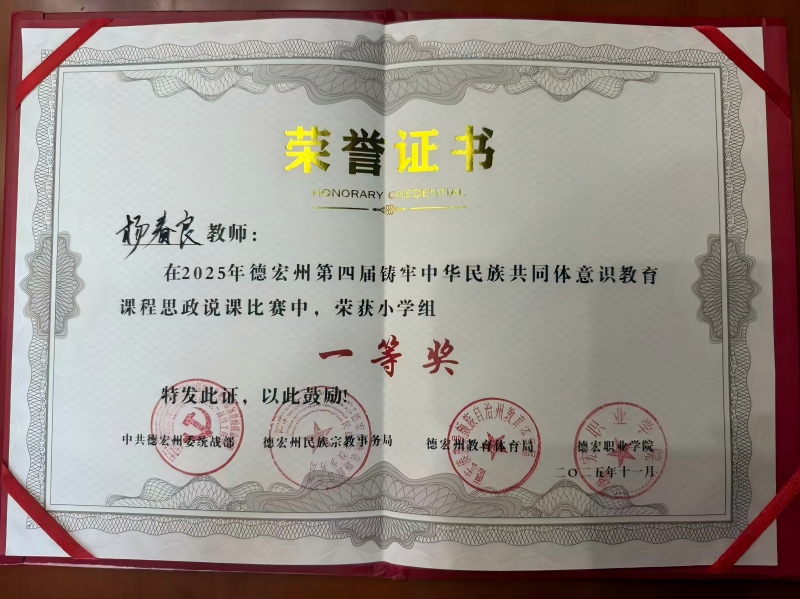 荣誉证书
HONORARY CREDENTIAL
杨春良教师：
在2025年德宏州第四届铸牢中华民族共同体意识教育
课程思政说课比赛中，荣获小学组
一等奖
特发此证，以此鼓励!
中共德宏州委统战部 德宏州民族宗教事务局 德宏州教育体育局 德宏职业学院
二〇二五年十一月